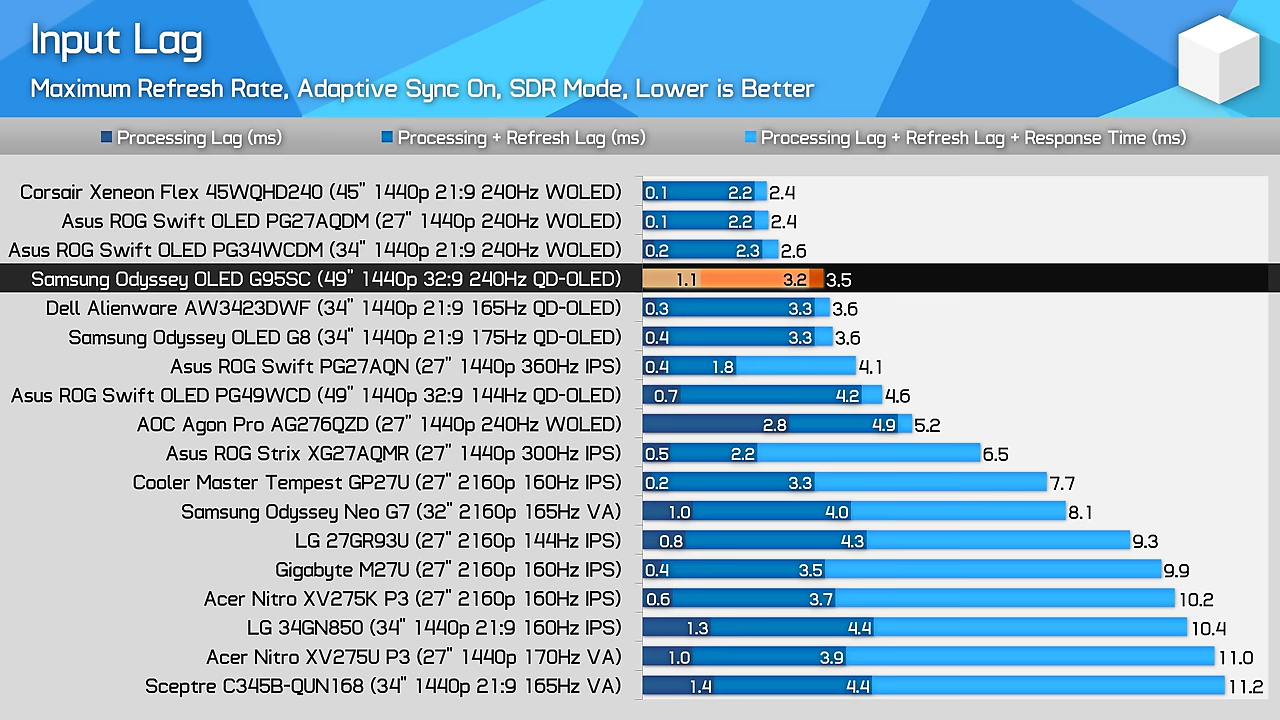 Input Lag
Maximum Refresh Rate, Adaptive Sync On, SDR Mode, Lower is Better
Processing Lag (ms) Processing + Refresh Lag (ms) Processing Lag + Refresh Lag + Response Time (ms)
Corsair Xeneon Flex 45WQHD240 (45" 1440p 21:9 240Hz WOLED) 0.1 2.2 2.4
Asus ROG Swift OLED PG27AQDM (27" 1440p 240Hz WOLED) 0.1 2.2 2.4
Asus ROG Swift OLED PG34WCDM (34" 1440p 21:9 240Hz WOLED) 0.2 2.3 2.6
Samsung Odyssey OLED G95SC (49" 1440p 32:9 240Hz QD-OLED) 1.1 3.2 3.5
Dell Alienware AW3423DWF (34" 1440p 21:9 165Hz QD-OLED) 0.3 3.3 3.6
Samsung Odyssey OLED G8 (34" 1440p 21:9 175Hz QD-OLED) 0.4 3.3 3.6
Asus ROG Swift PG27AQN (27" 1440p 360Hz IPS) 0.4 1.8 4.1
Asus ROG Swift OLED PG49WCD (49" 1440p 32:9 144Hz QD-OLED) 0.7 4.2 4.6
AOC Agon Pro AG276QZD (27" 1440p 240Hz WOLED) 2.8 4.9 5.2
Asus ROG Strix XG27AQMR (27" 1440p 300Hz IPS) 0.5 2.2 6.5
Cooler Master Tempest GP27U (27" 2160p 160Hz IPS) 0.2 3.3 7.7
Samsung Odyssey Neo G7 (32" 2160p 165Hz VA) 1.0 4.0 8.1
LG 27GR93U (27" 2160p 144Hz IPS) 0.8 4.3 9.3
Gigabyte M27U (27" 2160p 160Hz IPS) 0.4 3.5 9.9
Acer Nitro XV275K P3 (27" 2160p 160Hz IPS) 0.6 3.7 10.2
LG 34GN850 (34" 1440p 21:9 160Hz IPS) 1.3 4.4 10.4
Acer Nitro XV275U P3 (27" 1440p 170Hz VA) 1.0 3.9 11.0
Sceptre C345B-QUN168 (34" 1440p 21:9 165Hz VA) 1.4 4.4 11.2